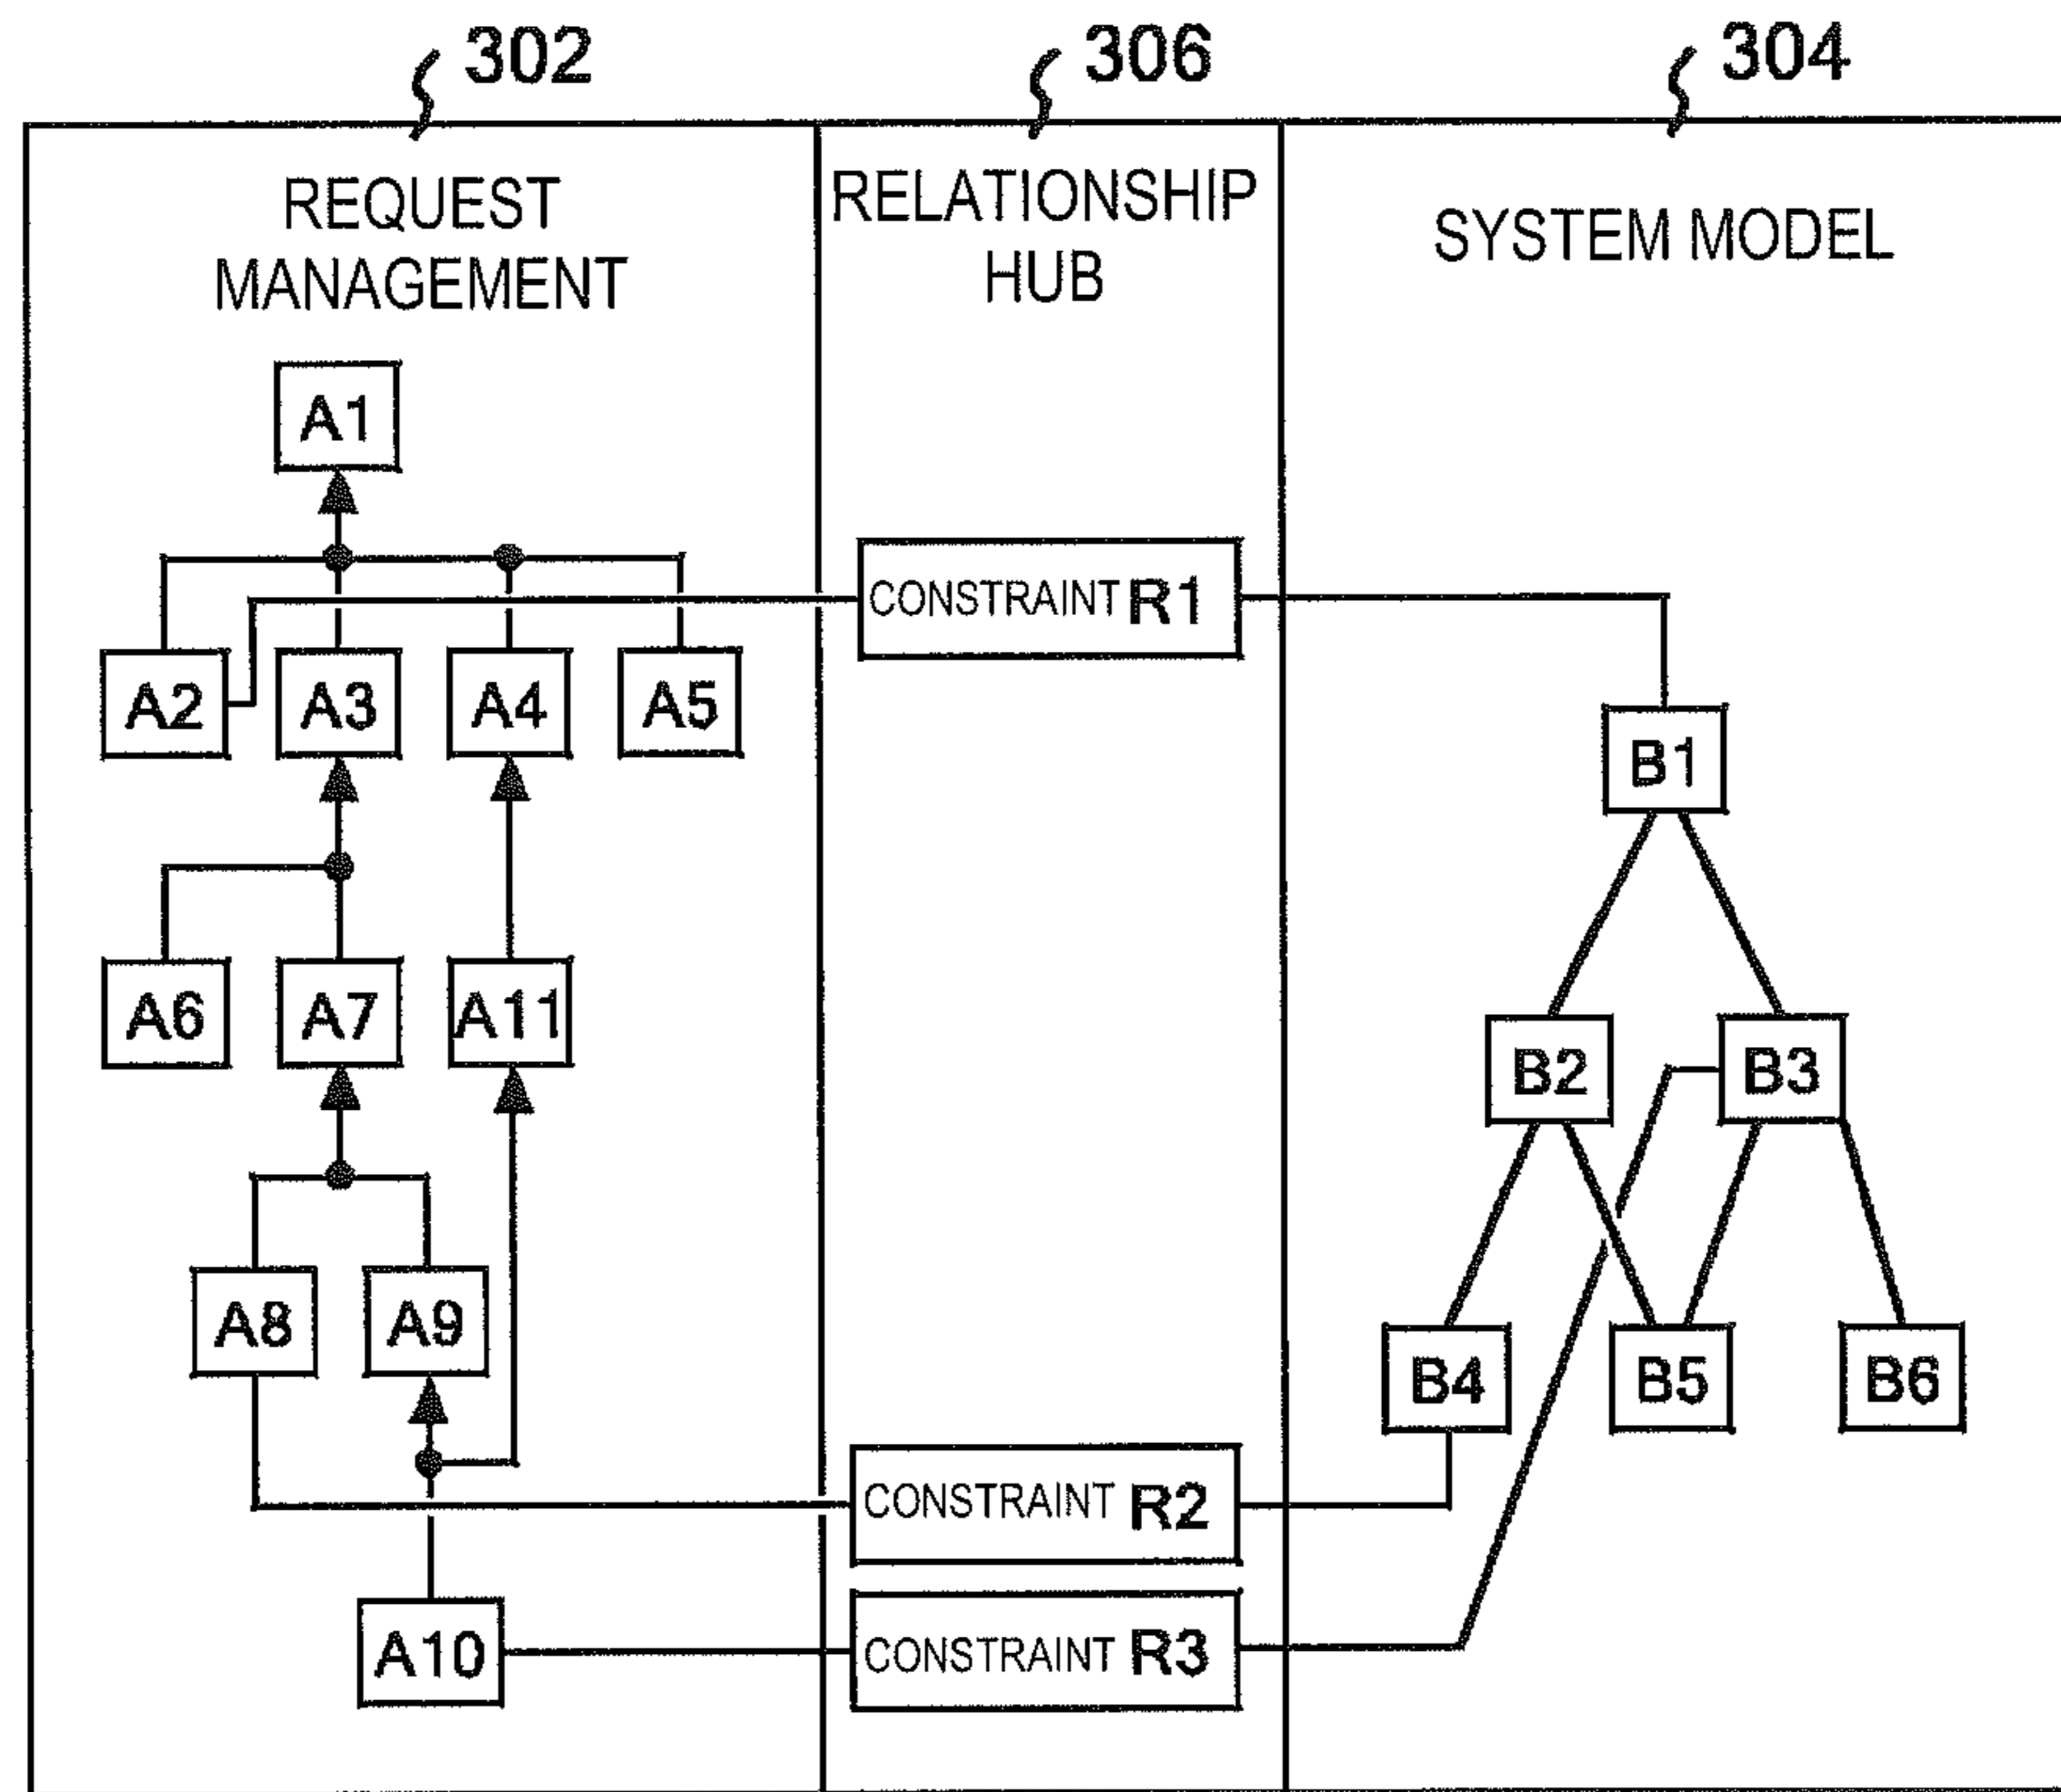 302
306
304
REQUEST
MANAGEMENT
RELATIONSHIP
HUB
SYSTEM MODEL
A1
CONSTRAINT R1
A2
A3
A4
A5
B1
A6
A7
A11
B2
B3
A8
A9
B4
B5
B6
CONSTRAINT R2
A10
CONSTRAINT R3